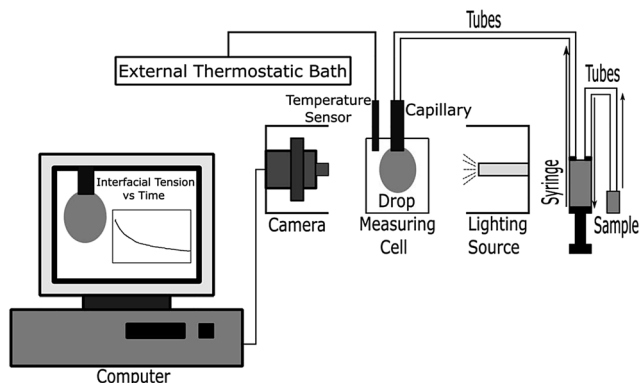 Tubes
External Thermostatic Bath
Tubes
Temperature
Sensor
Capillary
Interfacial Tension
vs Time
Syringe
Drop
Camera
Measuring
Cell
Lighting
Source
Sample
Computer